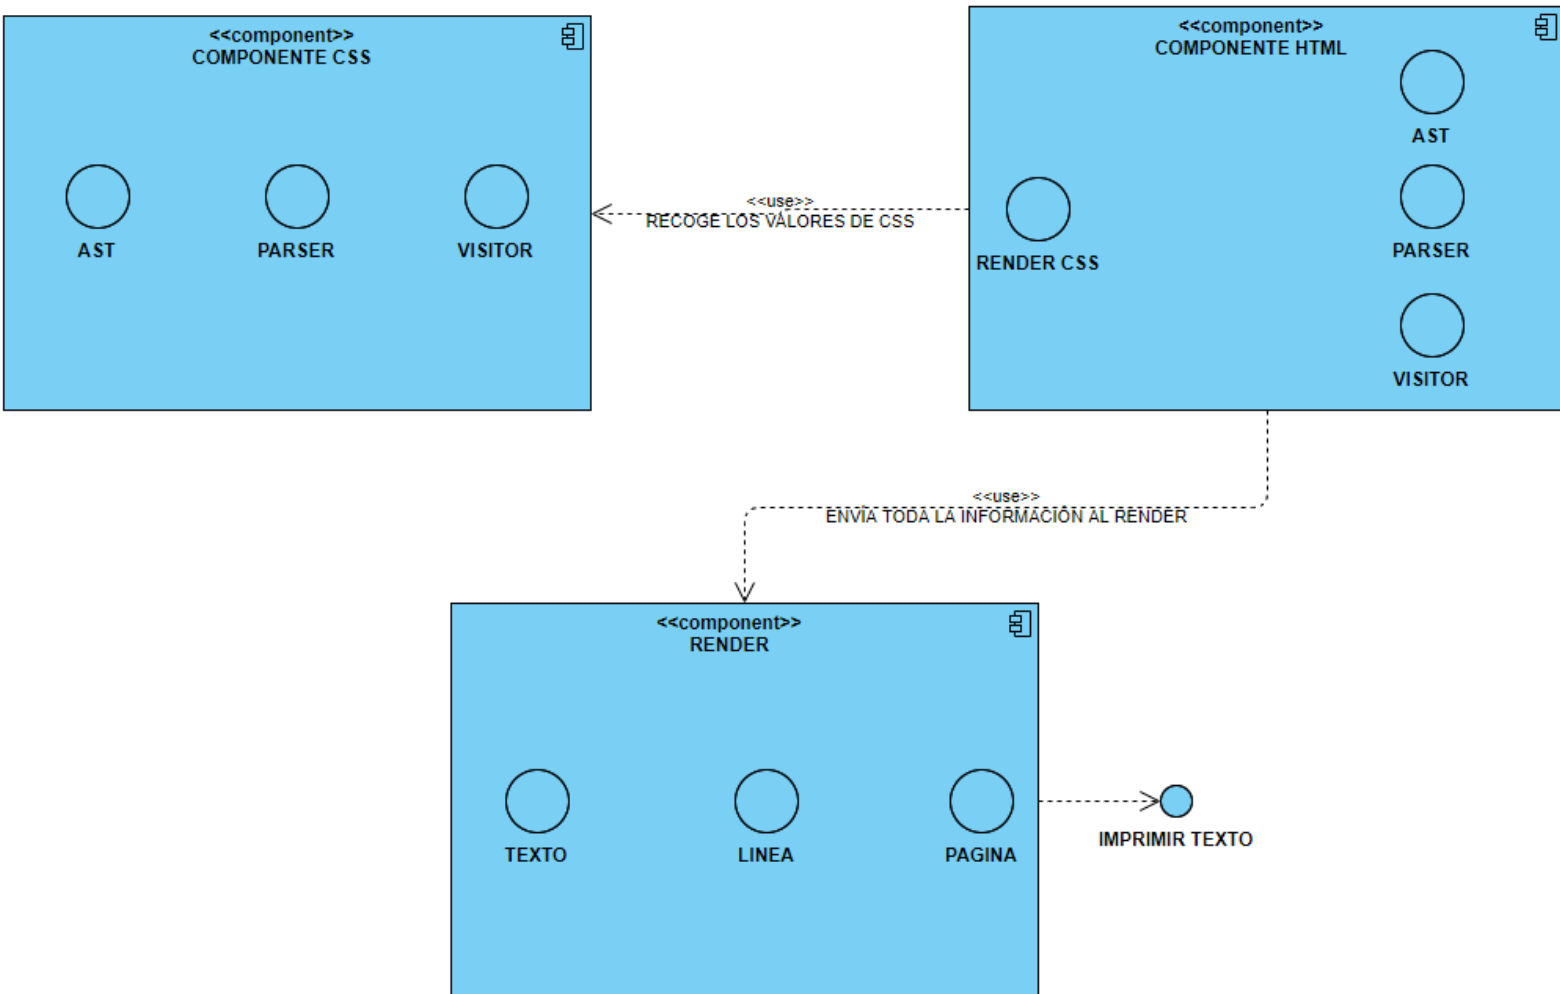 <<component>>
COMPONENTE CSS
AST
PARSER
VISITOR
<<use>>
RECOGE LOS VALORES DE CSS
<<component>>
COMPONENTE HTML
AST
RENDER CSS
PARSER
VISITOR
<<use>>
ENVÍA TODA LA INFORMACIÓN AL RENDER
<<component>>
RENDER
TEXTO
LINEA
PAGINA
IMPRIMIR TEXTO